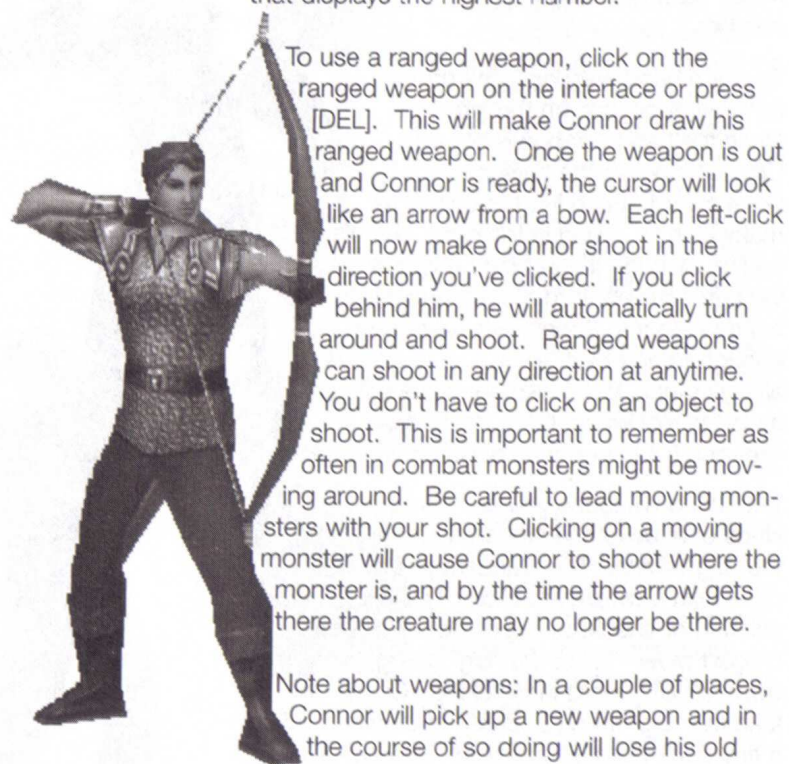 that displays the highest number.
To use a ranged weapon, click on the
ranged weapon on the interface or press
[DEL]. This will make Connor draw his
ranged weapon. Once the weapon is out
and Connor is ready, the cursor will look
like an arrow from a bow. Each left-click
will now make Connor shoot in the
direction you've clicked. If you click
behind him, he will automatically turn
around and shoot. Ranged weapons
can shoot in any direction at anytime.
You don't have to click on an object to
shoot. This is important to remember as
often in combat monsters might be mov-
ing around. Be careful to lead moving mon-
sters with your shot. Clicking on a moving
monster will cause Connor to shoot where the
monster is, and by the time the arrow gets
there the creature may no longer be there.
Note about weapons: In a couple of places,
Connor will pick up a new weapon and in
the course of so doing will lose his old